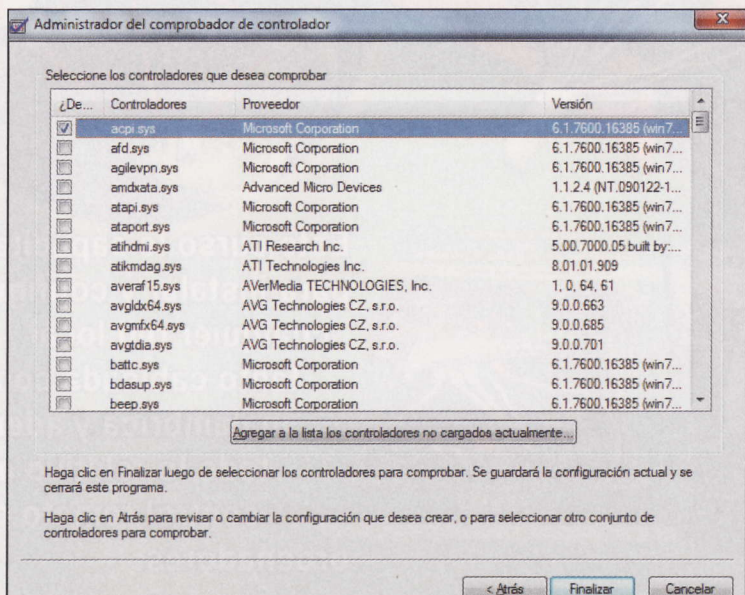 Administrador del comprobador de controlador
Seleccione los controladores que desea comprobar
¿De... Controladores Proveedor Versión
acpi.sys Microsoft Corporation 6.1.7600.16385 (win7...
afd.sys Microsoft Corporation 6.1.7600.16385 (win7...
agilevpn.sys Microsoft Corporation 6.1.7600.16385 (win7...
amdxata.sys Advanced Micro Devices 1.1.2.4 (NT.090122-1...
atapi.sys Microsoft Corporation 6.1.7600.16385 (win7...
ataport.sys Microsoft Corporation 6.1.7600.16385 (win7...
atihdmi.sys ATI Research Inc. 5.00.7000.05 built by:...
atikmdag.sys ATI Technologies Inc. 8.01.01.909
averaf15.sys AVerMedia TECHNOLOGIES, Inc. 1, 0, 64, 61
avgldx64.sys AVG Technologies CZ, s.r.o. 9.0.0.663
avgmfx64.sys AVG Technologies CZ, s.r.o. 9.0.0.685
avgtdia.sys AVG Technologies CZ, s.r.o. 9.0.0.701
battc.sys Microsoft Corporation 6.1.7600.16385 (win7...
bdasup.sys Microsoft Corporation 6.1.7600.16385 (win7...
beep.sys Microsoft Corporation 6.1.7600.16385 (win7...
Agregar a la lista los controladores no cargados actualmente...
Haga clic en Finalizar luego de seleccionar los controladores para comprobar. Se guardará la configuración actual y se
cerrará este programa.
Haga clic en Atrás para revisar o cambiar la configuración que desea crear, o para seleccionar otro conjunto de
controladores para comprobar.
< Atrás Finalizar Cancelar